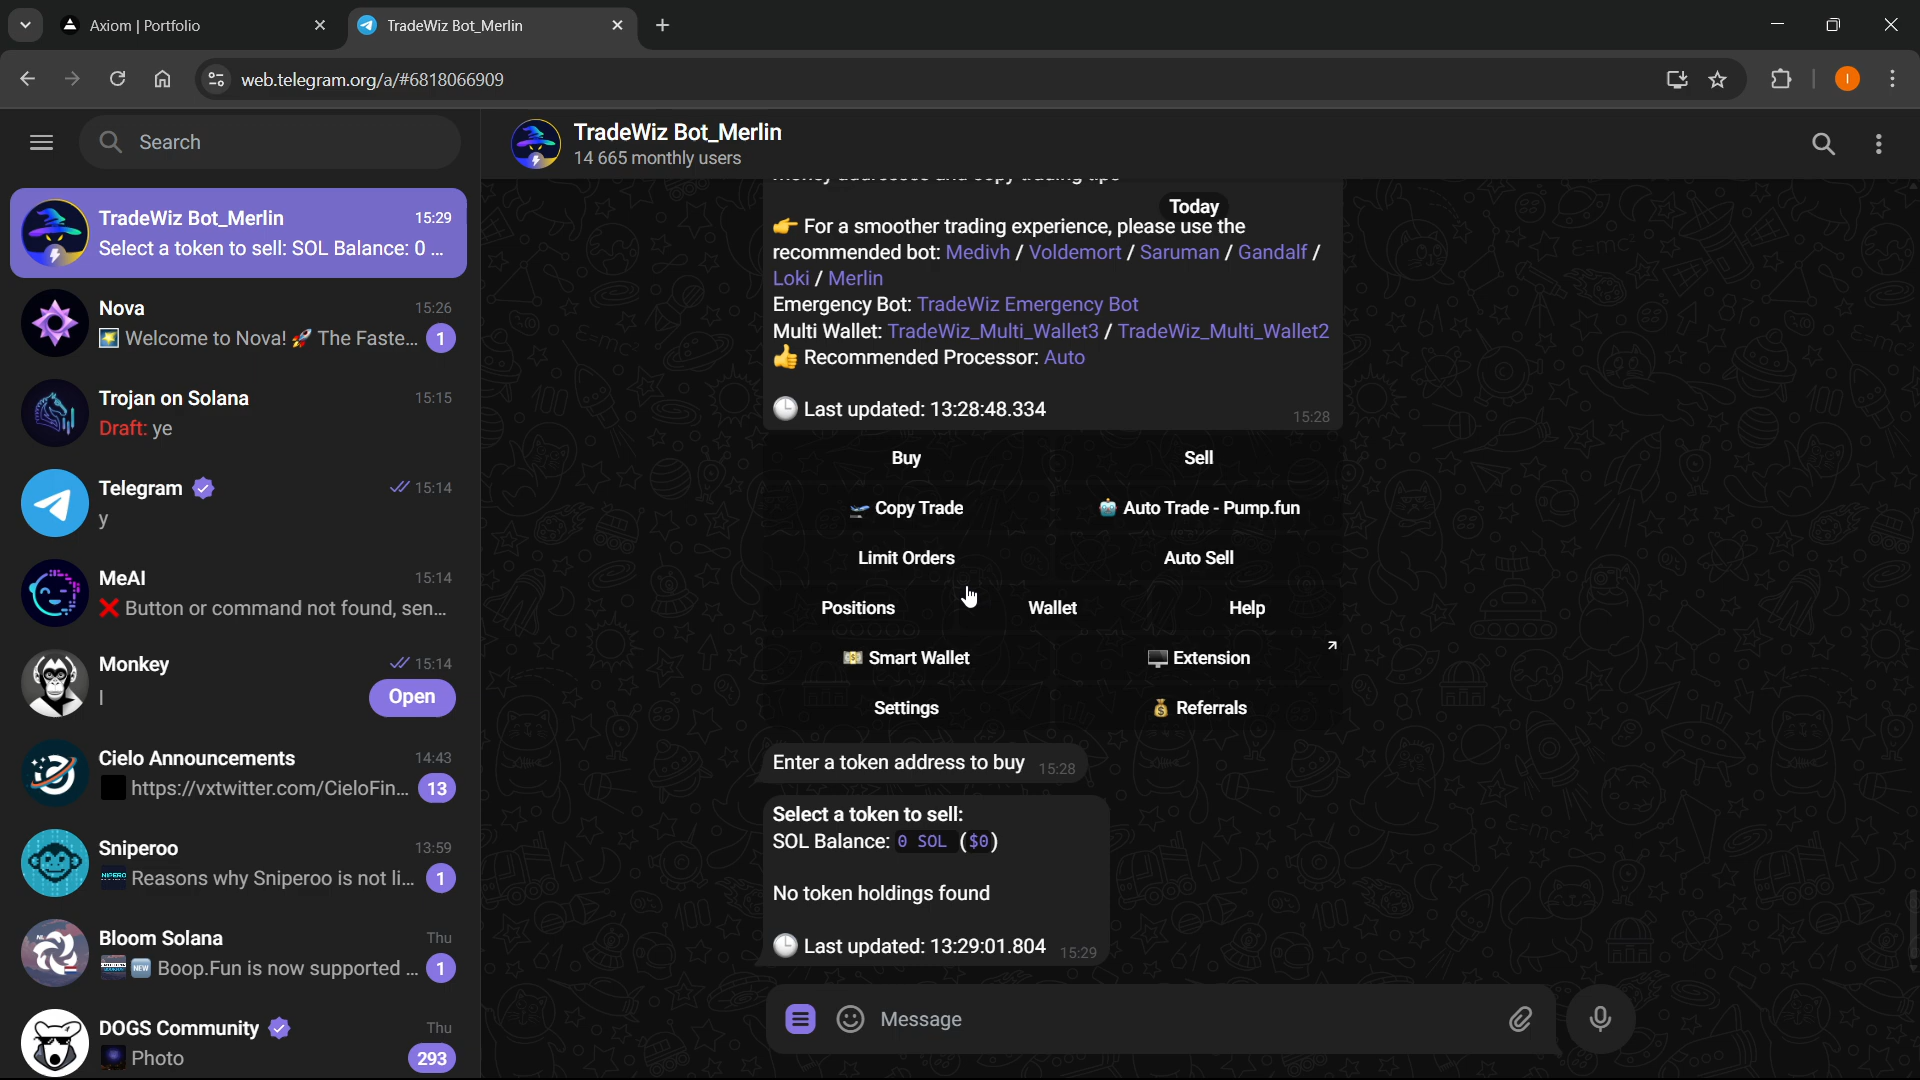 Axiom | Portfolio
TradeWiz Bot_Merlin
web.telegram.org/a/#6818066909
I
Search
TradeWiz Bot_Merlin 15:29
Select a token to sell: SOL Balance: 0 ...
Nova 15:26
Welcome to Nova! 🚀 The Faste... 1
Trojan on Solana 15:15
Draft: ye
Telegram 15:14
y
MeAI 15:14
❌ Button or command not found, sen...
Monkey 15:14
l
Open
Cielo Announcements 14:43
https://vxtwitter.com/CieloFin... 13
Sniperoo 13:59
Reasons why Sniperoo is not li... 1
Bloom Solana Thu
🆕 Boop.Fun is now supported ... 1
DOGS Community Thu
Photo 293
TradeWiz Bot_Merlin
14 665 monthly users
Today
👉 For a smoother trading experience, please use the
recommended bot: Medivh / Voldemort / Saruman / Gandalf /
Loki / Merlin
Emergency Bot: TradeWiz Emergency Bot
Multi Wallet: TradeWiz_Multi_Wallet3 / TradeWiz_Multi_Wallet2
👍 Recommended Processor: Auto
🕒 Last updated: 13:28:48.334 15:28
Buy Sell
🛫 Copy Trade 🤖 Auto Trade - Pump.fun
Limit Orders Auto Sell
Positions Wallet Help
💵 Smart Wallet 🖥️ Extension
Settings 💰 Referrals
Enter a token address to buy 15:28
Select a token to sell:
SOL Balance: 0 SOL ($0)
No token holdings found
🕒 Last updated: 13:29:01.804 15:29
Message